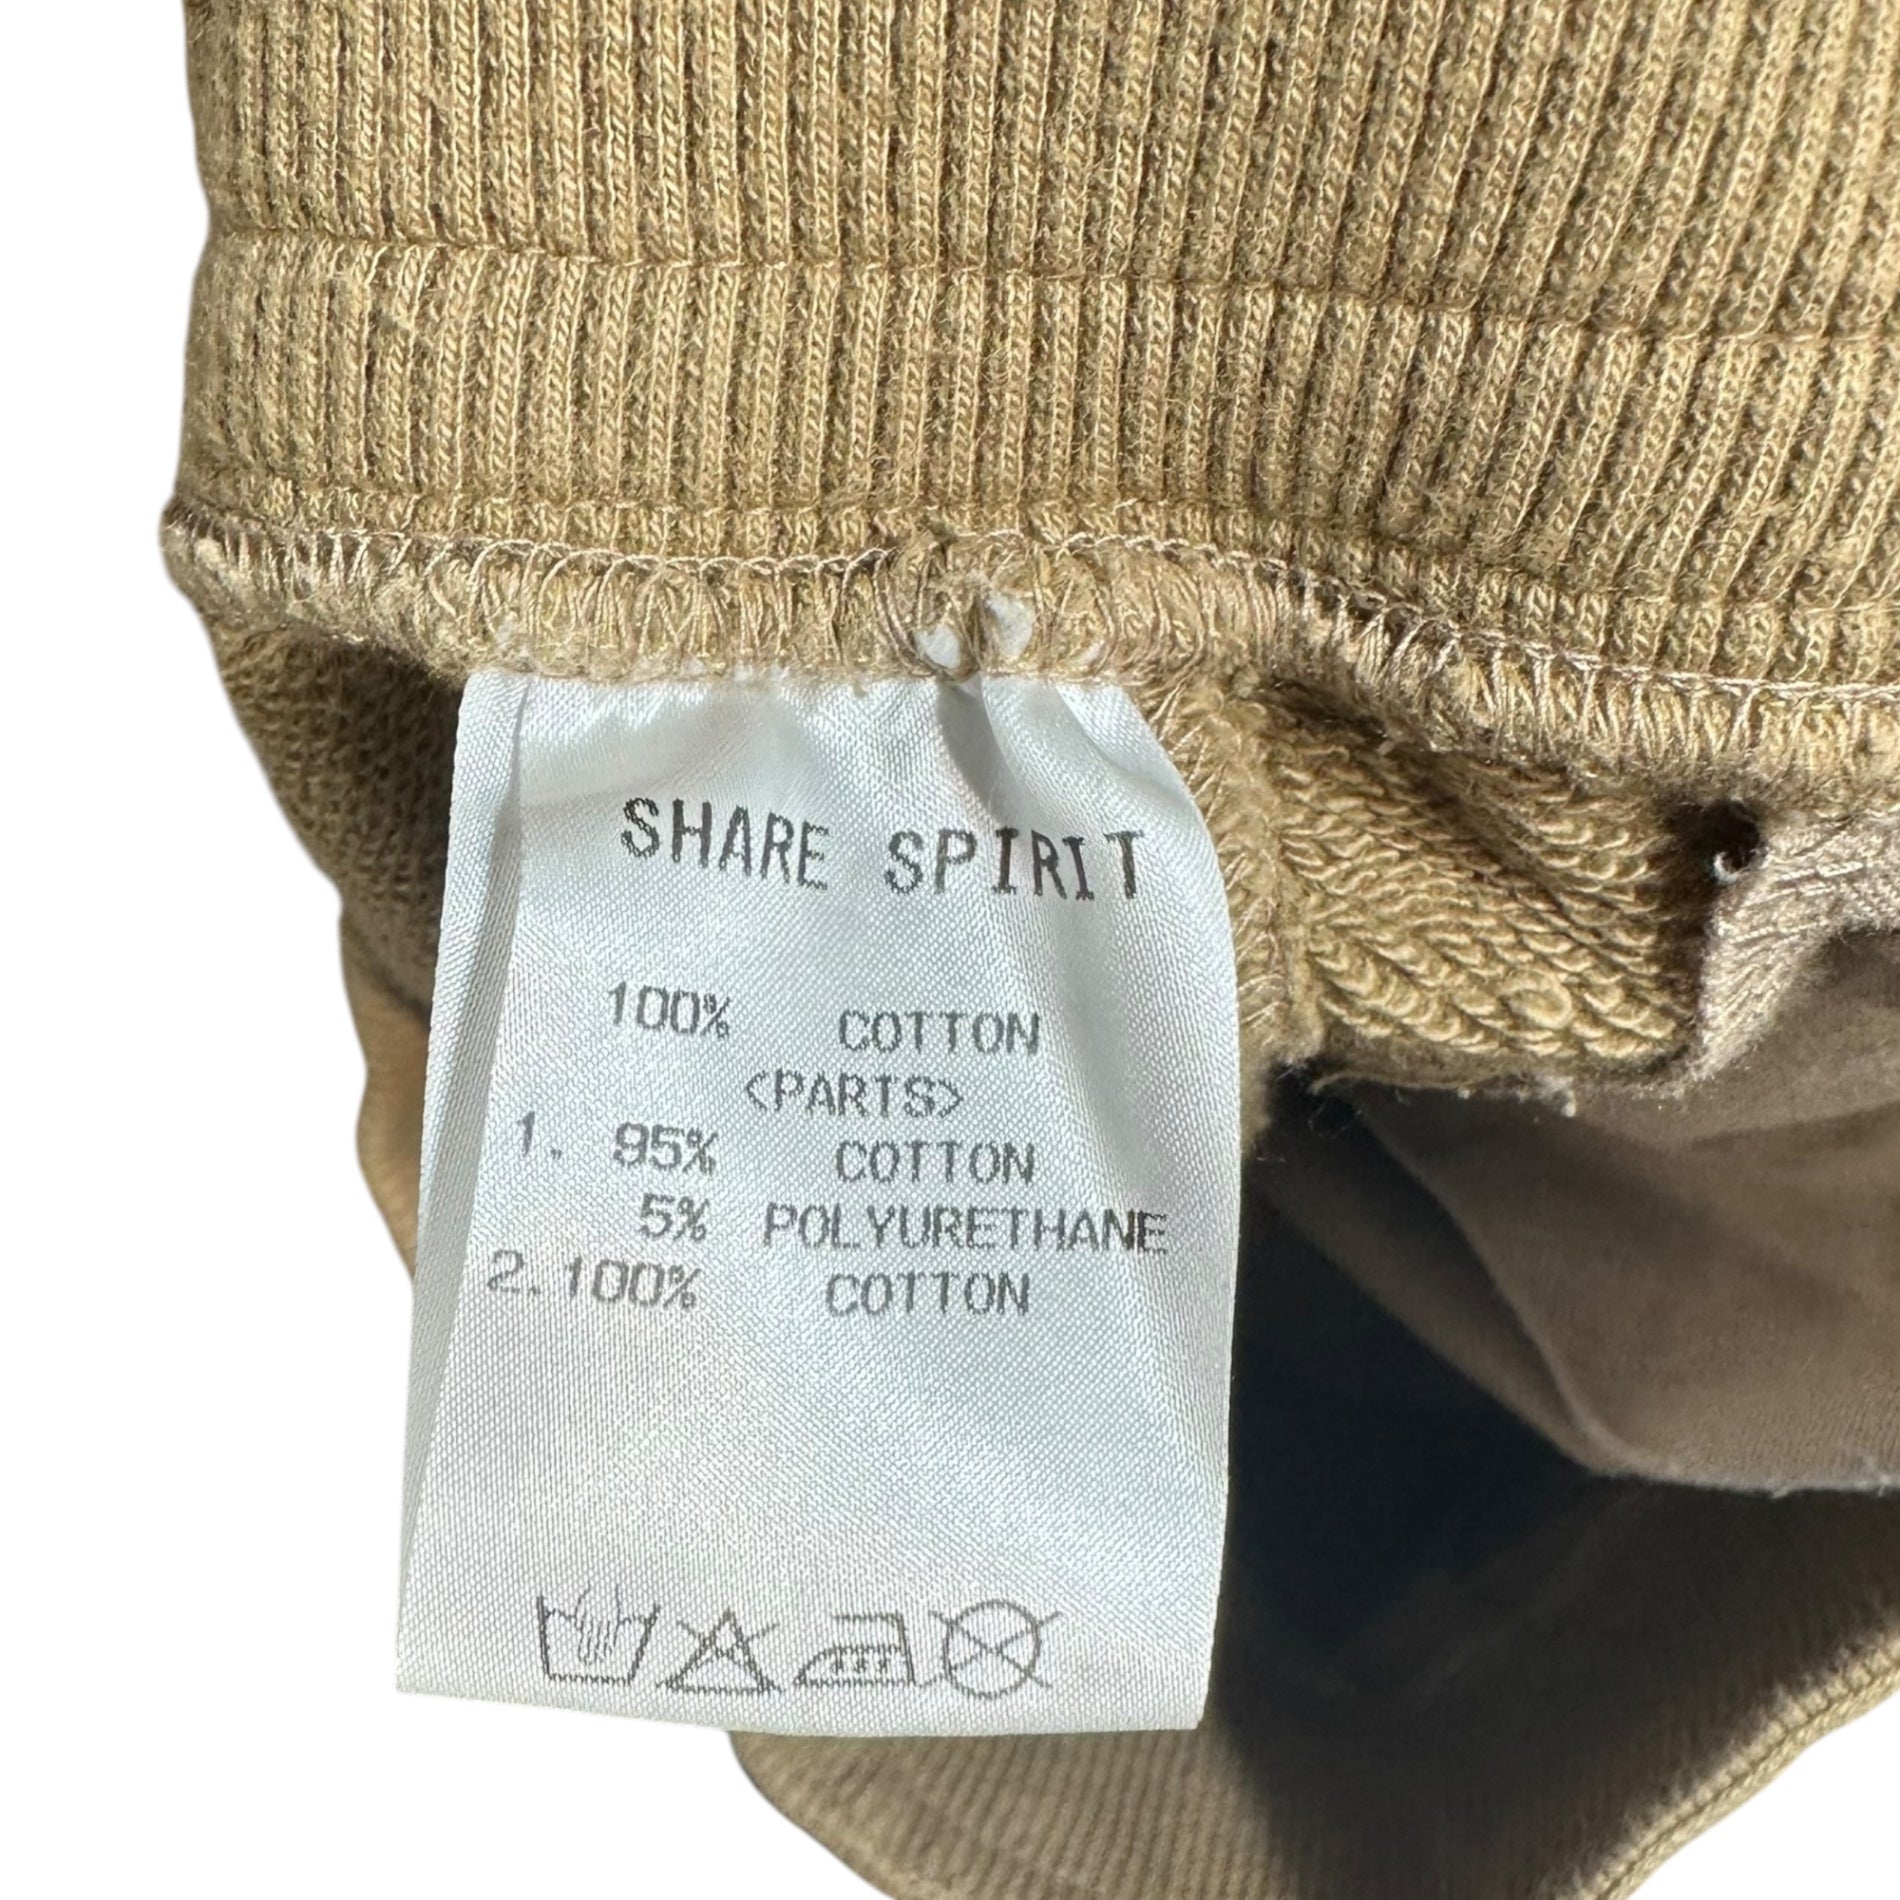 SHARE SPIRIT
100% COTTON
<PARTS>
1. 95% COTTON
5% POLYURETHANE
2. 100% COTTON